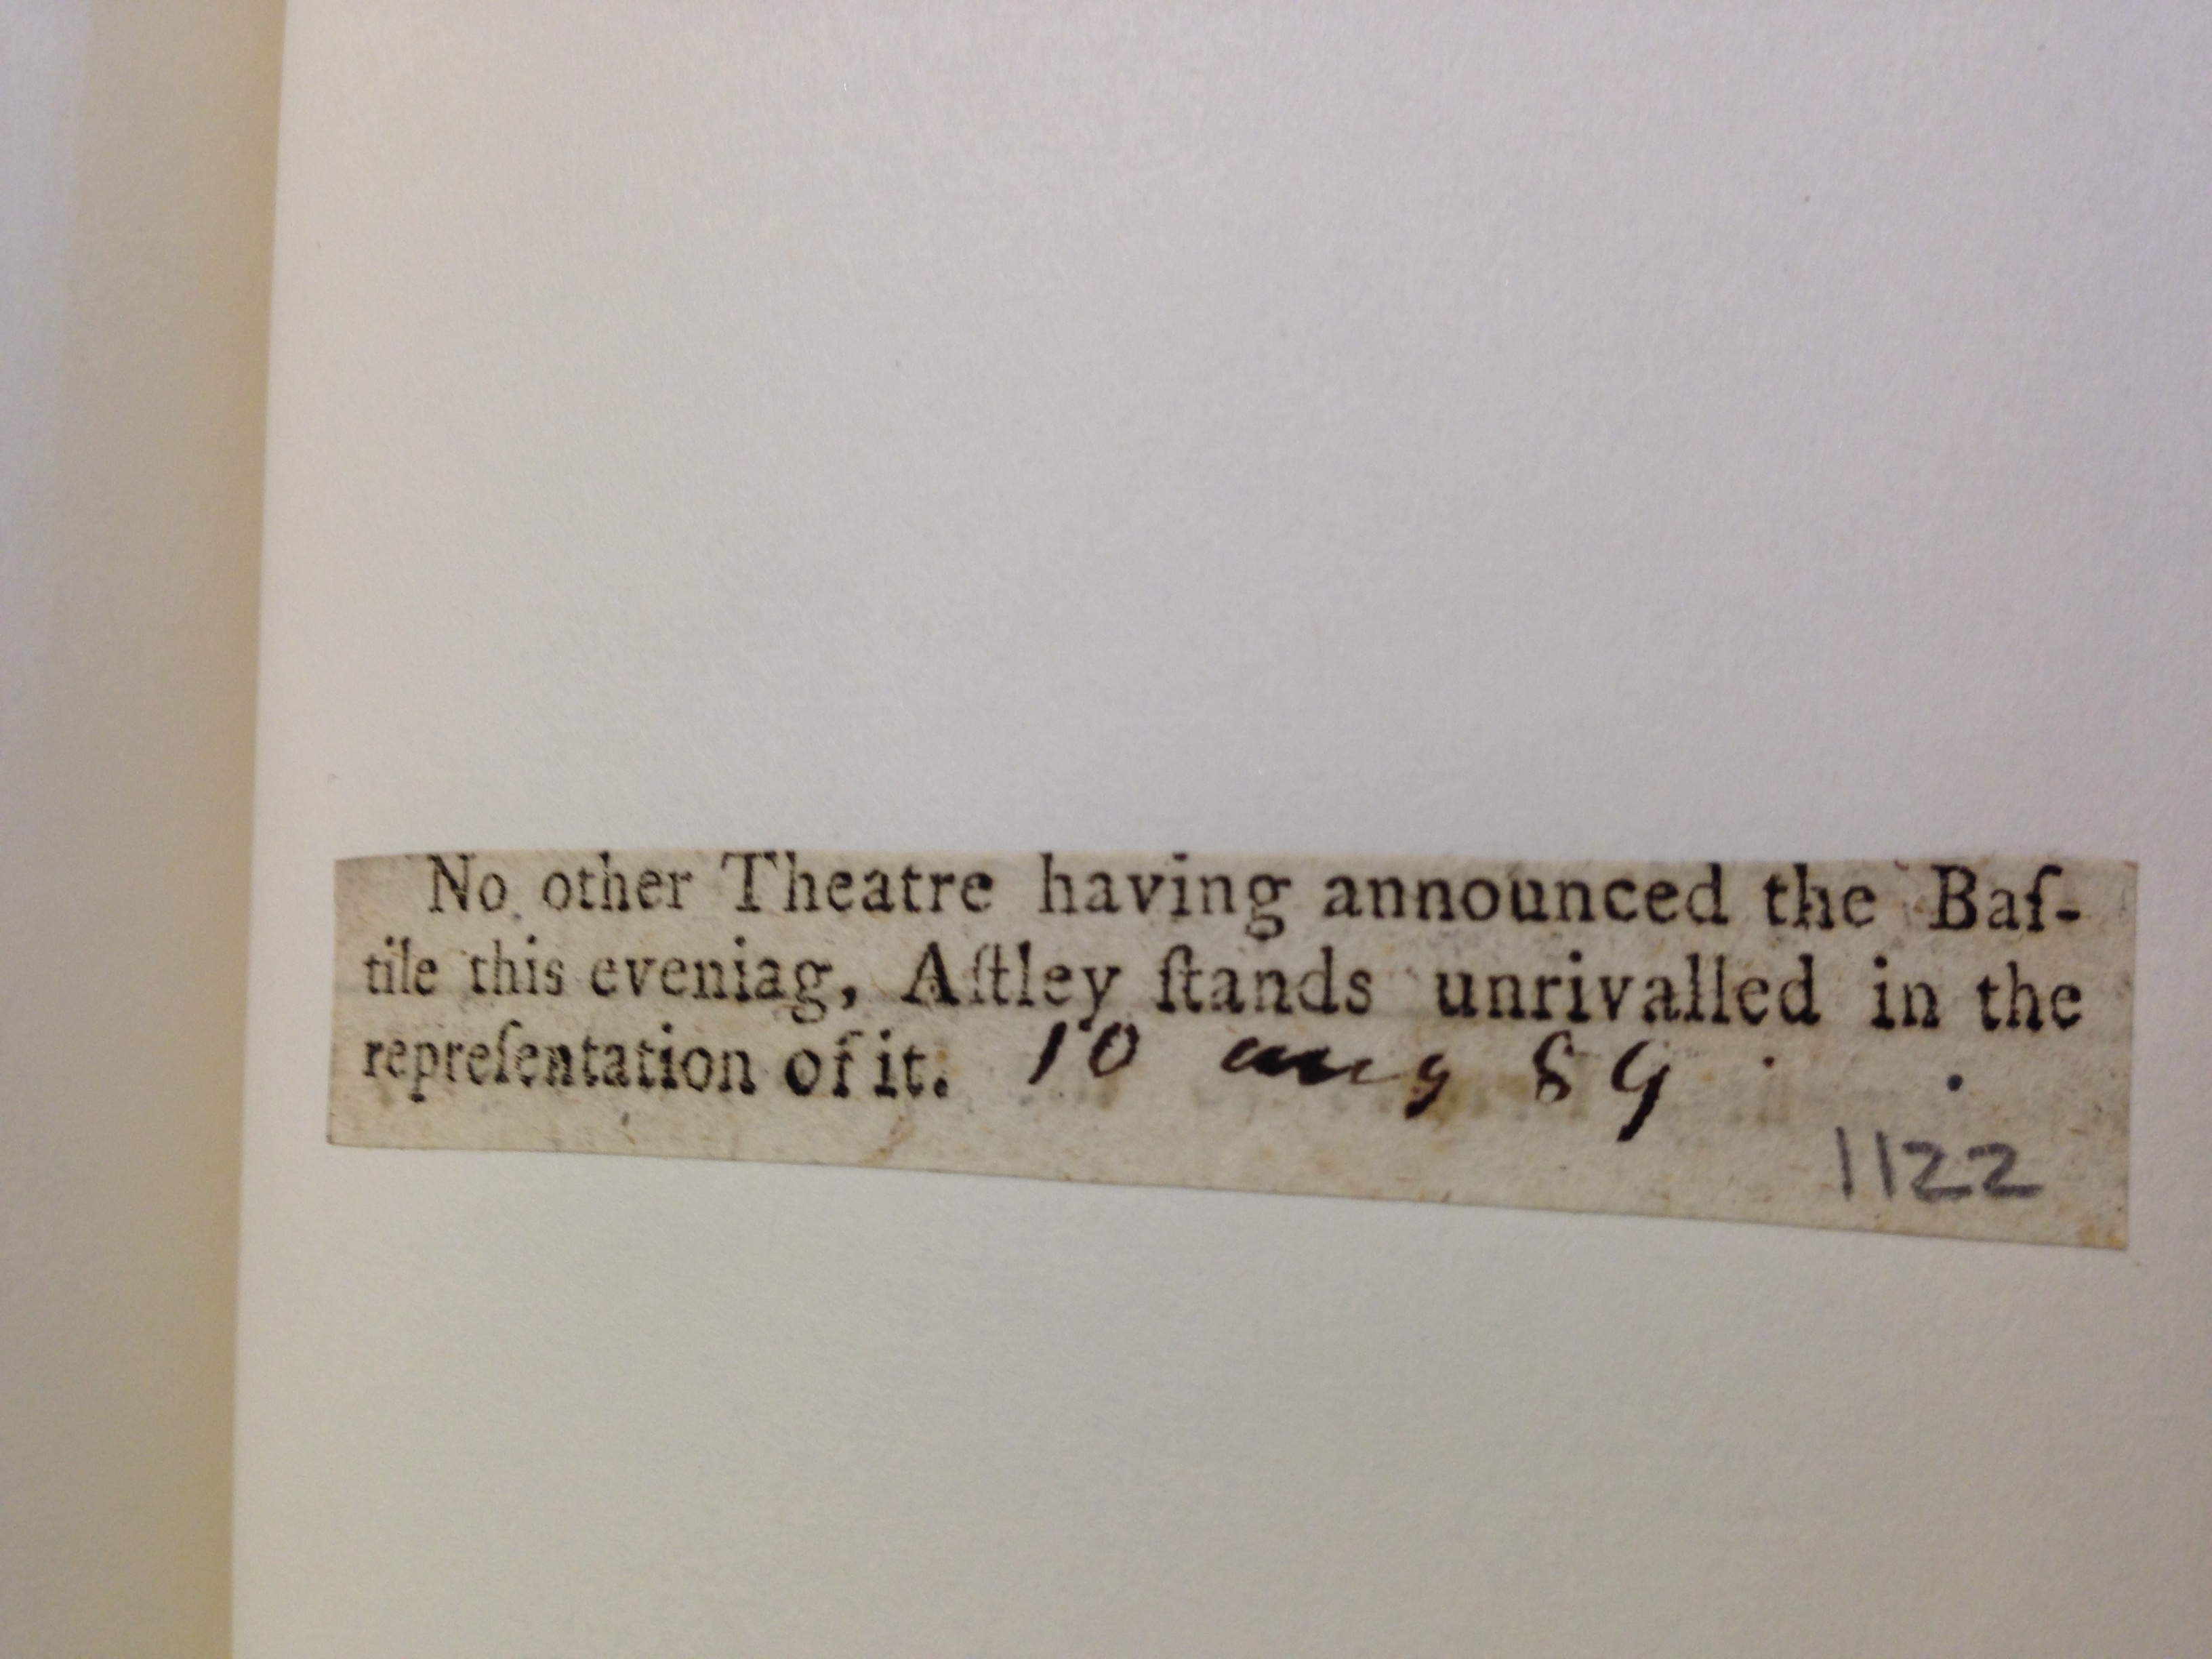 No other Theatre having announced the Baſ-
tile this eveniag, Aſtley ſtands unrivalled in the
repreſentation of it. 10 aug 89
1122